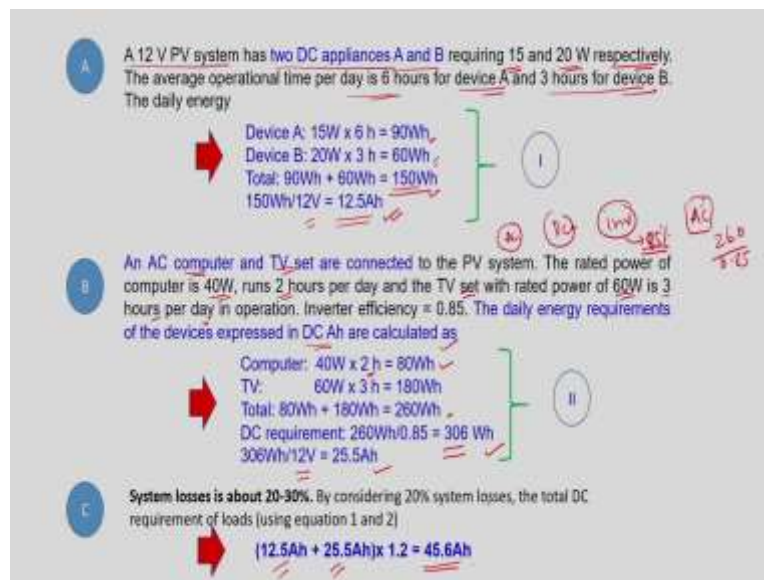 A
A 12 V PV system has two DC appliances A and B requiring 15 and 20 W respectively.
The average operational time per day is 6 hours for device A and 3 hours for device B.
The daily energy
Device A: 15W x 6 h = 90Wh
Device B: 20W x 3 h = 60Wh
Total: 90Wh + 60Wh = 150Wh
150Wh/12V = 12.5Ah
I
DC Inv AC
85% 260
0.85
B
An AC computer and TV set are connected to the PV system. The rated power of
computer is 40W, runs 2 hours per day and the TV set with rated power of 60W is 3
hours per day in operation. Inverter efficiency = 0.85. The daily energy requirements
of the devices expressed in DC Ah are calculated as
Computer: 40W x 2 h = 80Wh
TV: 60W x 3 h = 180Wh
Total: 80Wh + 180Wh = 260Wh
DC requirement: 260Wh/0.85 = 306 Wh
306Wh/12V = 25.5Ah
II
C
System losses is about 20-30%. By considering 20% system losses, the total DC
requirement of loads (using equation 1 and 2)
(12.5Ah + 25.5Ah)x 1.2 = 45.6Ah